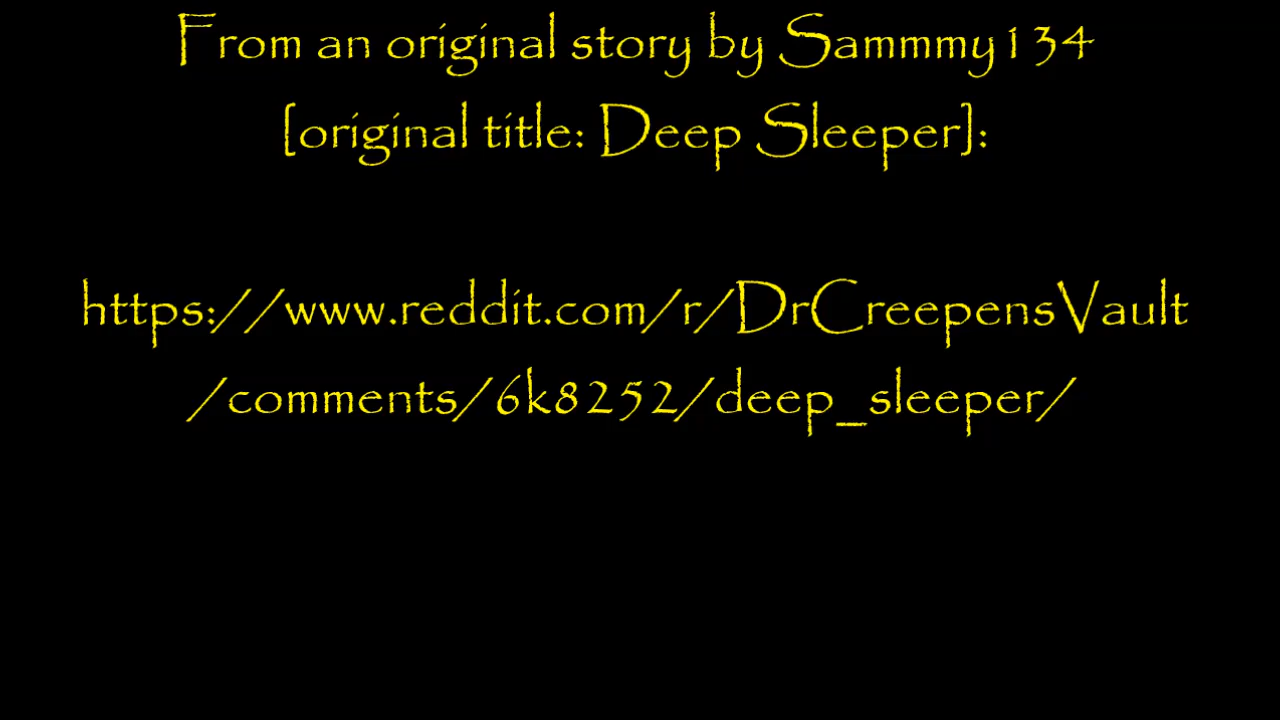 From an original story by Sammmy134
[original title: Deep Sleeper]:
https://www.reddit.com/r/DrCreepensVault
/comments/6k8252/deep_sleeper/